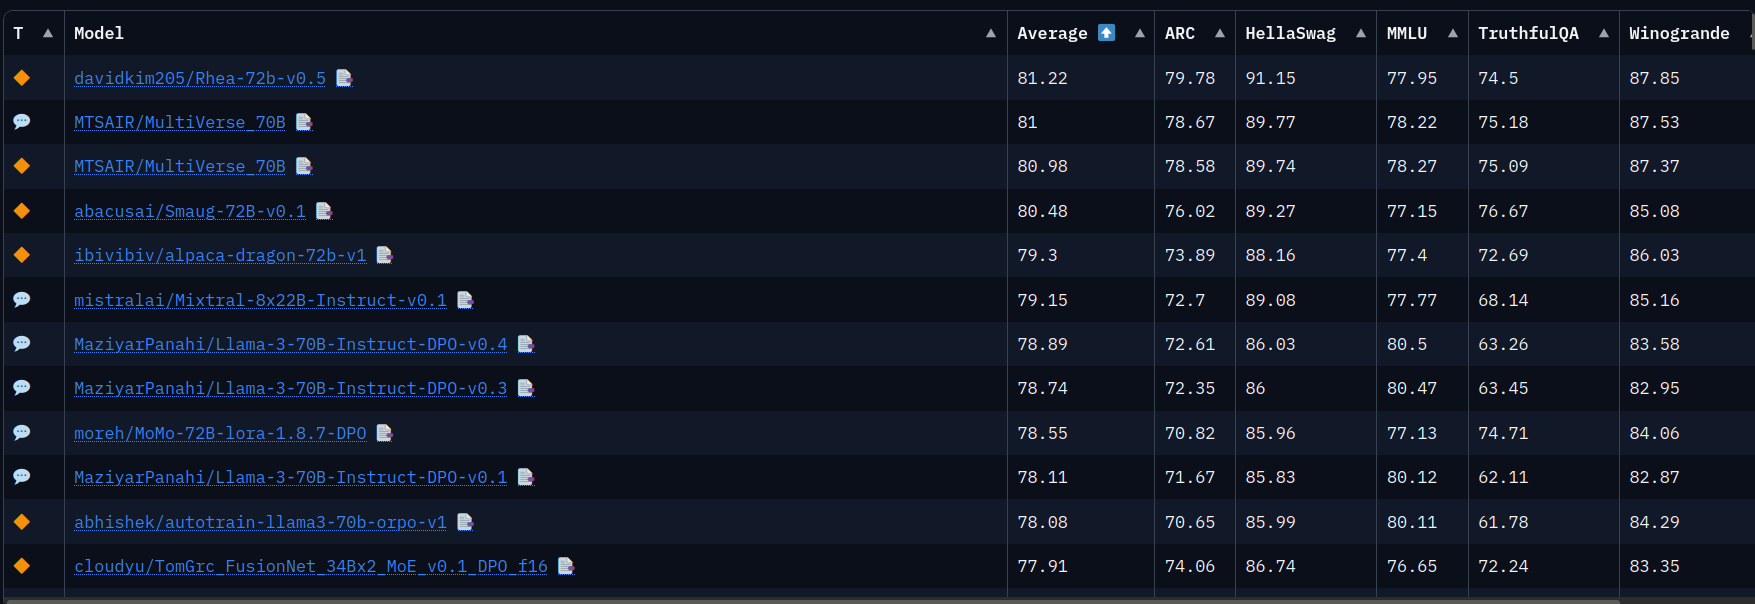 T Model Average ARC HellaSwag MMLU TruthfulQA Winogrande
davidkim205/Rhea-72b-v0.5 81.22 79.78 91.15 77.95 74.5 87.85
MTSAIR/MultiVerse_70B 81 78.67 89.77 78.22 75.18 87.53
MTSAIR/MultiVerse_70B 80.98 78.58 89.74 78.27 75.09 87.37
abacusai/Smaug-72B-v0.1 80.48 76.02 89.27 77.15 76.67 85.08
ibivibiv/alpaca-dragon-72b-v1 79.3 73.89 88.16 77.4 72.69 86.03
mistralai/Mixtral-8x22B-Instruct-v0.1 79.15 72.7 89.08 77.77 68.14 85.16
MaziyarPanahi/Llama-3-70B-Instruct-DPO-v0.4 78.89 72.61 86.03 80.5 63.26 83.58
MaziyarPanahi/Llama-3-70B-Instruct-DPO-v0.3 78.74 72.35 86 80.47 63.45 82.95
moreh/MoMo-72B-lora-1.8.7-DPO 78.55 70.82 85.96 77.13 74.71 84.06
MaziyarPanahi/Llama-3-70B-Instruct-DPO-v0.1 78.11 71.67 85.83 80.12 62.11 82.87
abhishek/autotrain-llama3-70b-orpo-v1 78.08 70.65 85.99 80.11 61.78 84.29
cloudyu/TomGrc_FusionNet_34Bx2_MoE_v0.1_DPO_f16 77.91 74.06 86.74 76.65 72.24 83.35